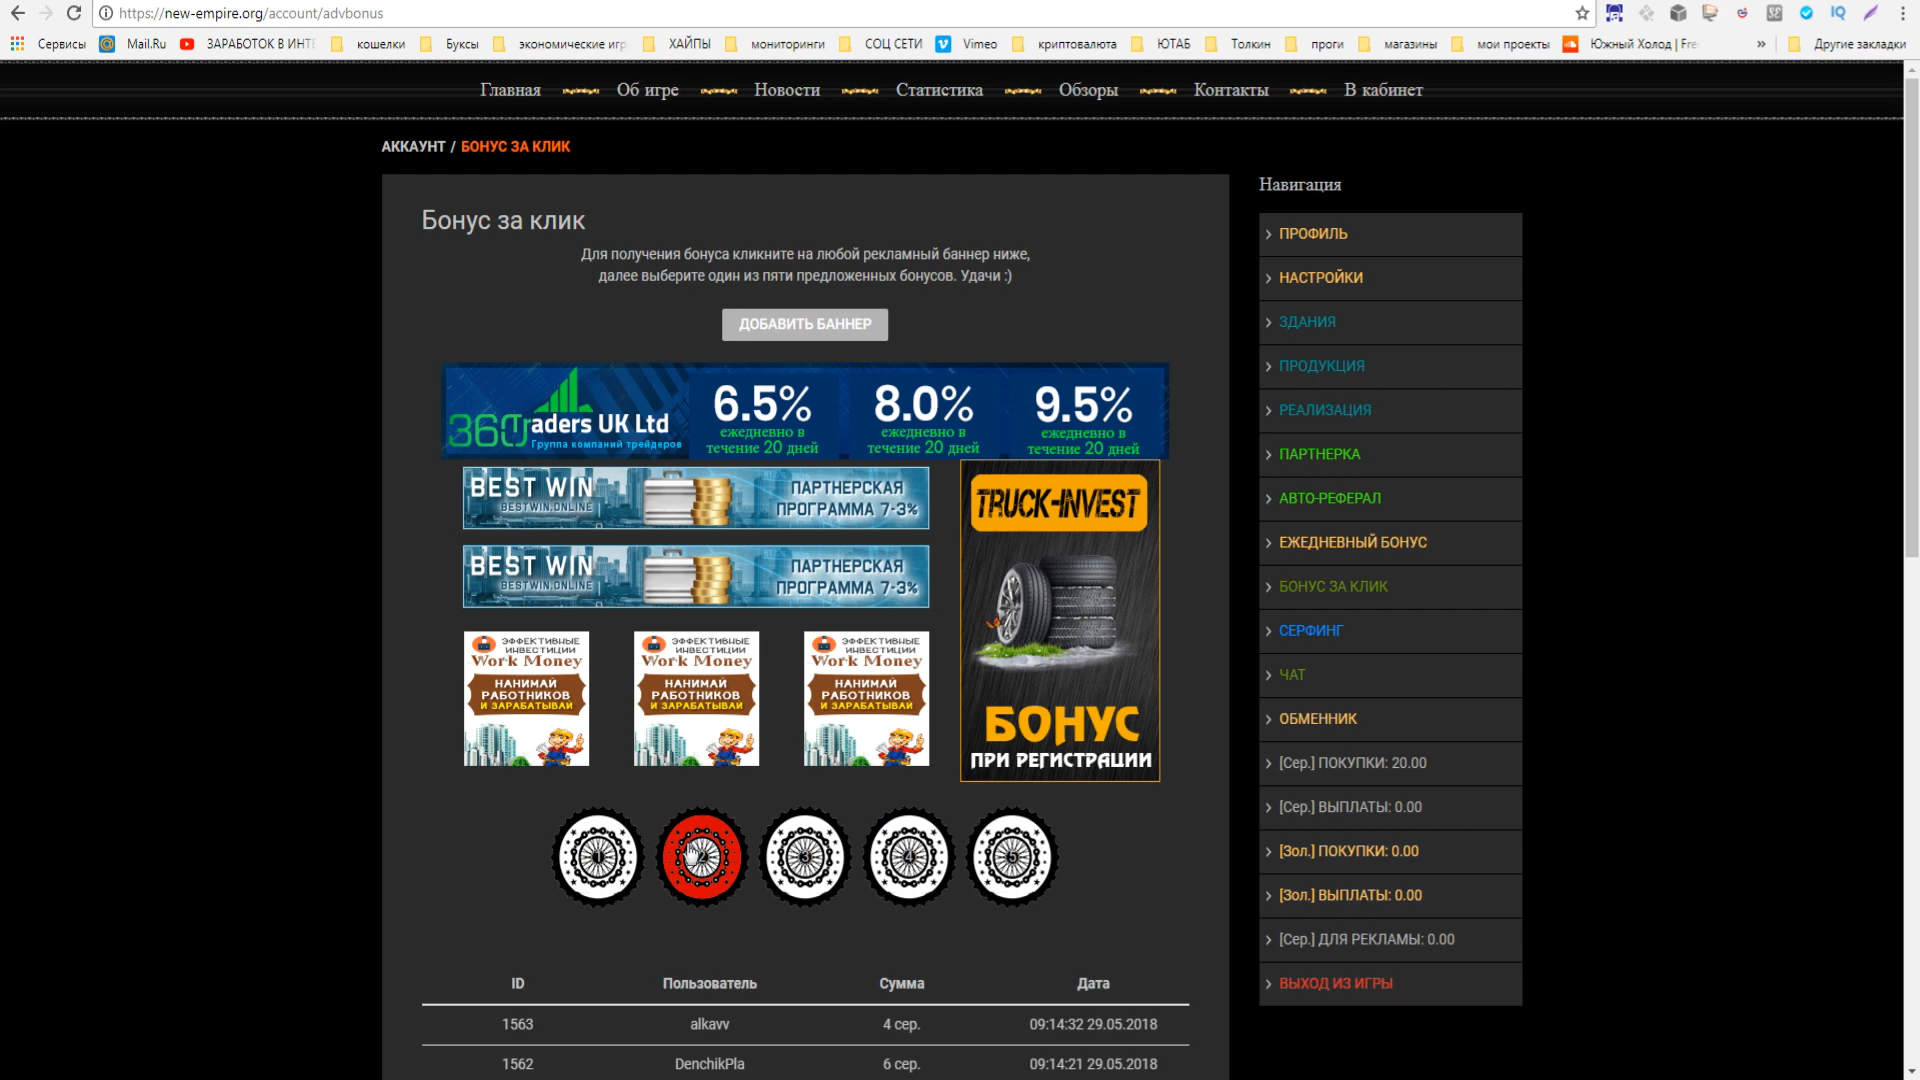 https://new-empire.org/account/advbonus
Сервисы Mail.Ru ЗАРАБОТОК В ИНТЕ кошелки Буксы экономические игр ХАЙПЫ мониторинги СОЦ СЕТИ Vimeo криптовалюта ЮТАБ Толкин проги магазины мои проекты Южный Холод | Fre » Другие закладки
Главная Об игре Новости Статистика Обзоры Контакты В кабинет
АККАУНТ / БОНУС ЗА КЛИК
Бонус за клик
Для получения бонуса кликните на любой рекламный баннер ниже,
далее выберите один из пяти предложенных бонусов. Удачи :)
ДОБАВИТЬ БАННЕР
360Traders UK Ltd
Группа компаний трейдеров
6.5%
ежедневно в
течение 20 дней
8.0%
ежедневно в
течение 20 дней
9.5%
ежедневно в
течение 20 дней
BEST WIN
BESTWIN.ONLINE
ПАРТНЕРСКАЯ
ПРОГРАММА 7-3%
BEST WIN
BESTWIN.ONLINE
ПАРТНЕРСКАЯ
ПРОГРАММА 7-3%
TRUCK-INVEST
БОНУС
ПРИ РЕГИСТРАЦИИ
ЭФФЕКТИВНЫЕ
ИНВЕСТИЦИИ
Work Money
НАНИМАЙ
РАБОТНИКОВ
И ЗАРАБАТЫВАЙ
ЭФФЕКТИВНЫЕ
ИНВЕСТИЦИИ
Work Money
НАНИМАЙ
РАБОТНИКОВ
И ЗАРАБАТЫВАЙ
ЭФФЕКТИВНЫЕ
ИНВЕСТИЦИИ
Work Money
НАНИМАЙ
РАБОТНИКОВ
И ЗАРАБАТЫВАЙ
1 2 3 4 5
ID Пользователь Сумма Дата
1563 alkavv 4 сер. 09:14:32 29.05.2018
1562 DenchikPla 6 сер. 09:14:21 29.05.2018
Навигация
ПРОФИЛЬ
НАСТРОЙКИ
ЗДАНИЯ
ПРОДУКЦИЯ
РЕАЛИЗАЦИЯ
ПАРТНЕРКА
АВТО-РЕФЕРАЛ
ЕЖЕДНЕВНЫЙ БОНУС
БОНУС ЗА КЛИК
СЕРФИНГ
ЧАТ
ОБМЕННИК
[Сер.] ПОКУПКИ: 20.00
[Сер.] ВЫПЛАТЫ: 0.00
[Зол.] ПОКУПКИ: 0.00
[Зол.] ВЫПЛАТЫ: 0.00
[Сер.] ДЛЯ РЕКЛАМЫ: 0.00
ВЫХОД ИЗ ИГРЫ